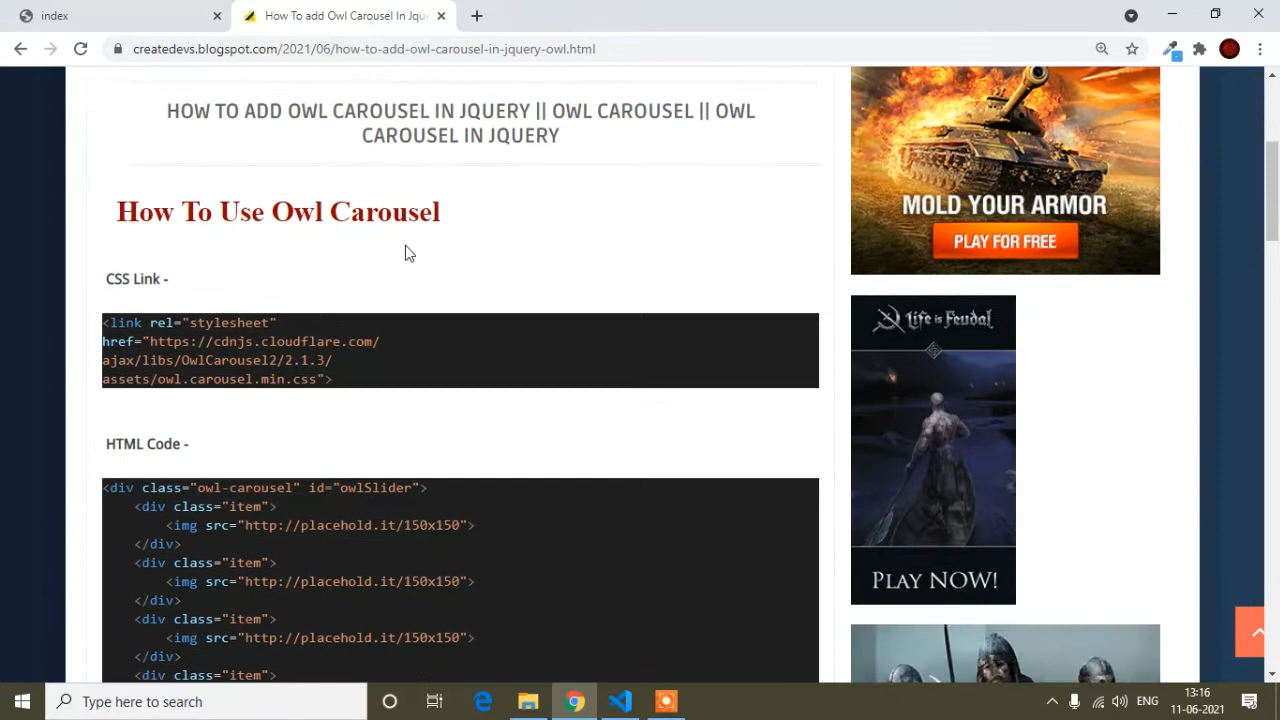 index
How To add Owl Carousel In Jqu
createdevs.blogspot.com/2021/06/how-to-add-owl-carousel-in-jquery-owl.html
HOW TO ADD OWL CAROUSEL IN JQUERY || OWL CAROUSEL || OWL
CAROUSEL IN JQUERY
How To Use Owl Carousel
CSS Link -
<link rel="stylesheet"
href="https://cdnjs.cloudflare.com/
ajax/libs/OwlCarousel2/2.1.3/
assets/owl.carousel.min.css">
HTML Code -
<div class="owl-carousel" id="owlSlider">
<div class="item">
<img src="http://placehold.it/150x150">
</div>
<div class="item">
<img src="http://placehold.it/150x150">
</div>
<div class="item">
<img src="http://placehold.it/150x150">
</div>
<div class="item">
MOLD YOUR ARMOR
PLAY FOR FREE
Life is Feudal
PLAY NOW!
Type here to search
ENG
13:16
11-06-2021